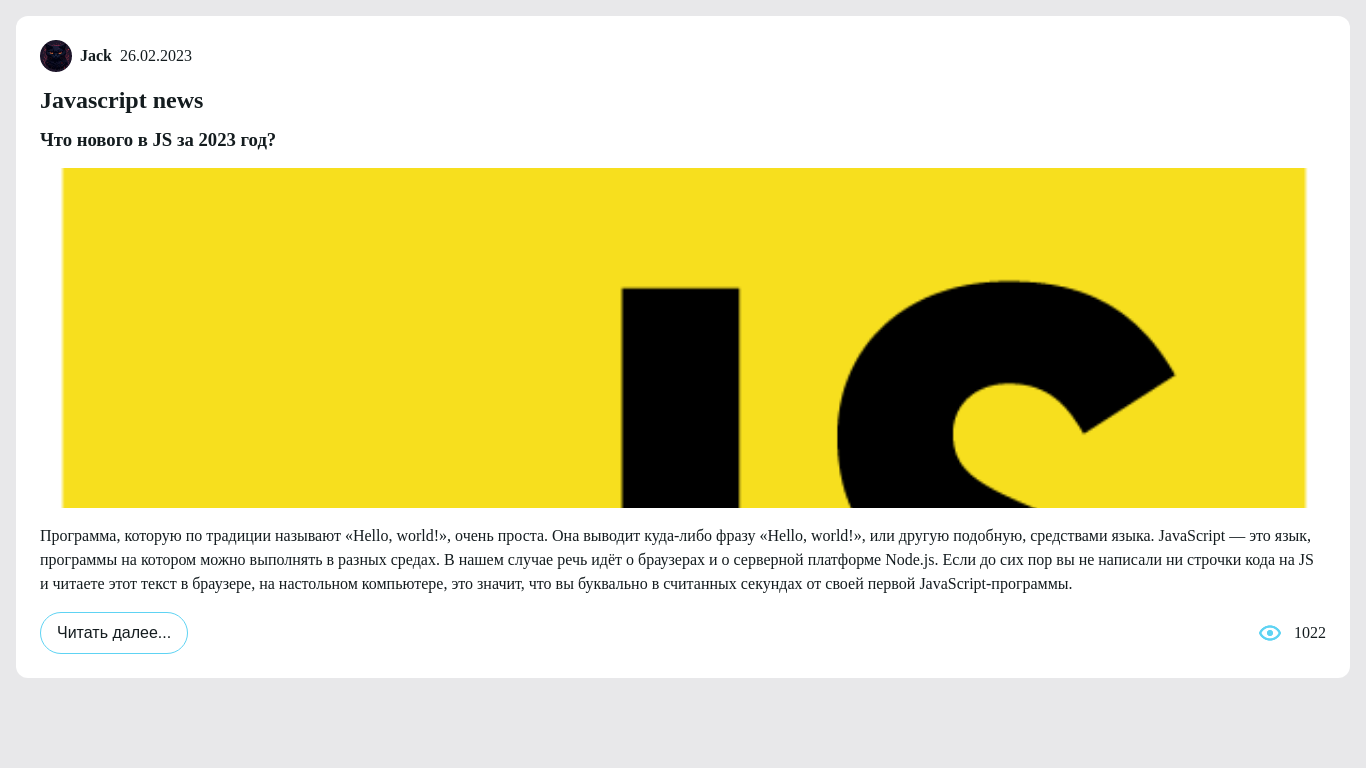 Jack 26.02.2023
Javascript news
Что нового в JS за 2023 год?
JS
Программа, которую по традиции называют «Hello, world!», очень проста. Она выводит куда-либо фразу «Hello, world!», или другую подобную, средствами языка. JavaScript — это язык,
программы на котором можно выполнять в разных средах. В нашем случае речь идёт о браузерах и о серверной платформе Node.js. Если до сих пор вы не написали ни строчки кода на JS
и читаете этот текст в браузере, на настольном компьютере, это значит, что вы буквально в считанных секундах от своей первой JavaScript-программы.
Читать далее... 1022